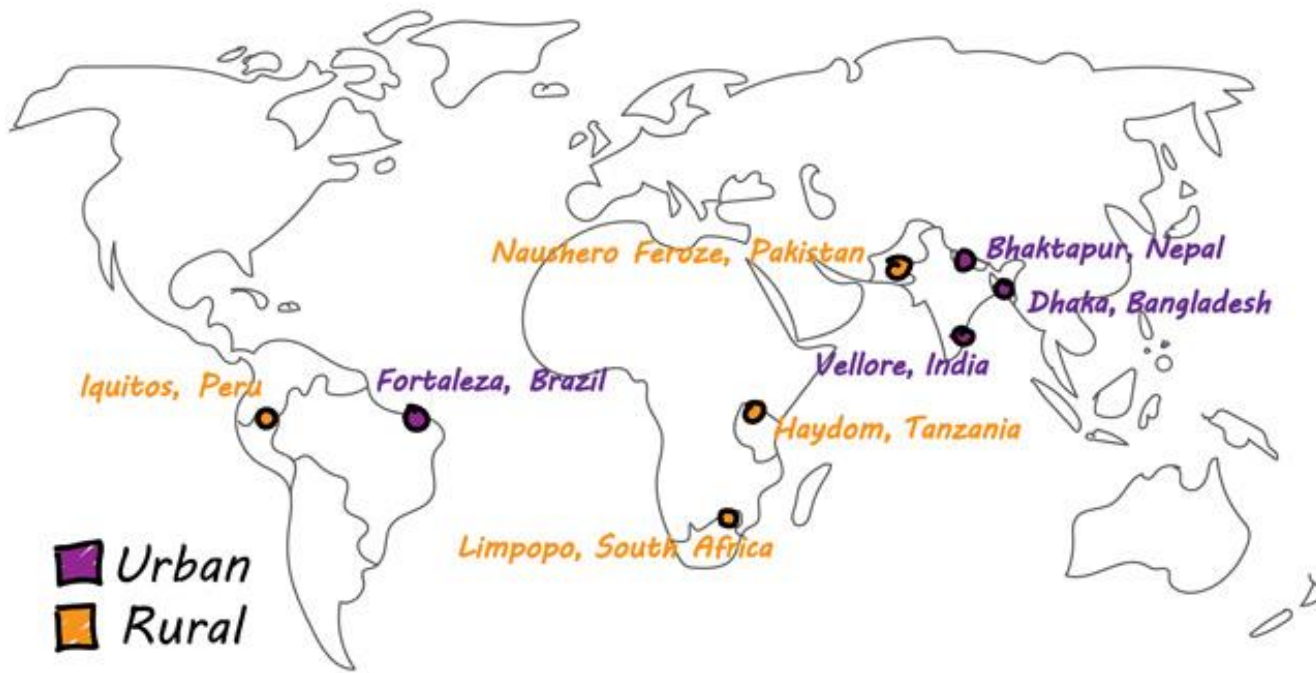 Naushero Feroze, Pakistan
Bhaktapur, Nepal
Dhaka, Bangladesh
Vellore, India
Iquitos, Peru
Fortaleza, Brazil
Haydom, Tanzania
Limpopo, South Africa
Urban
Rural